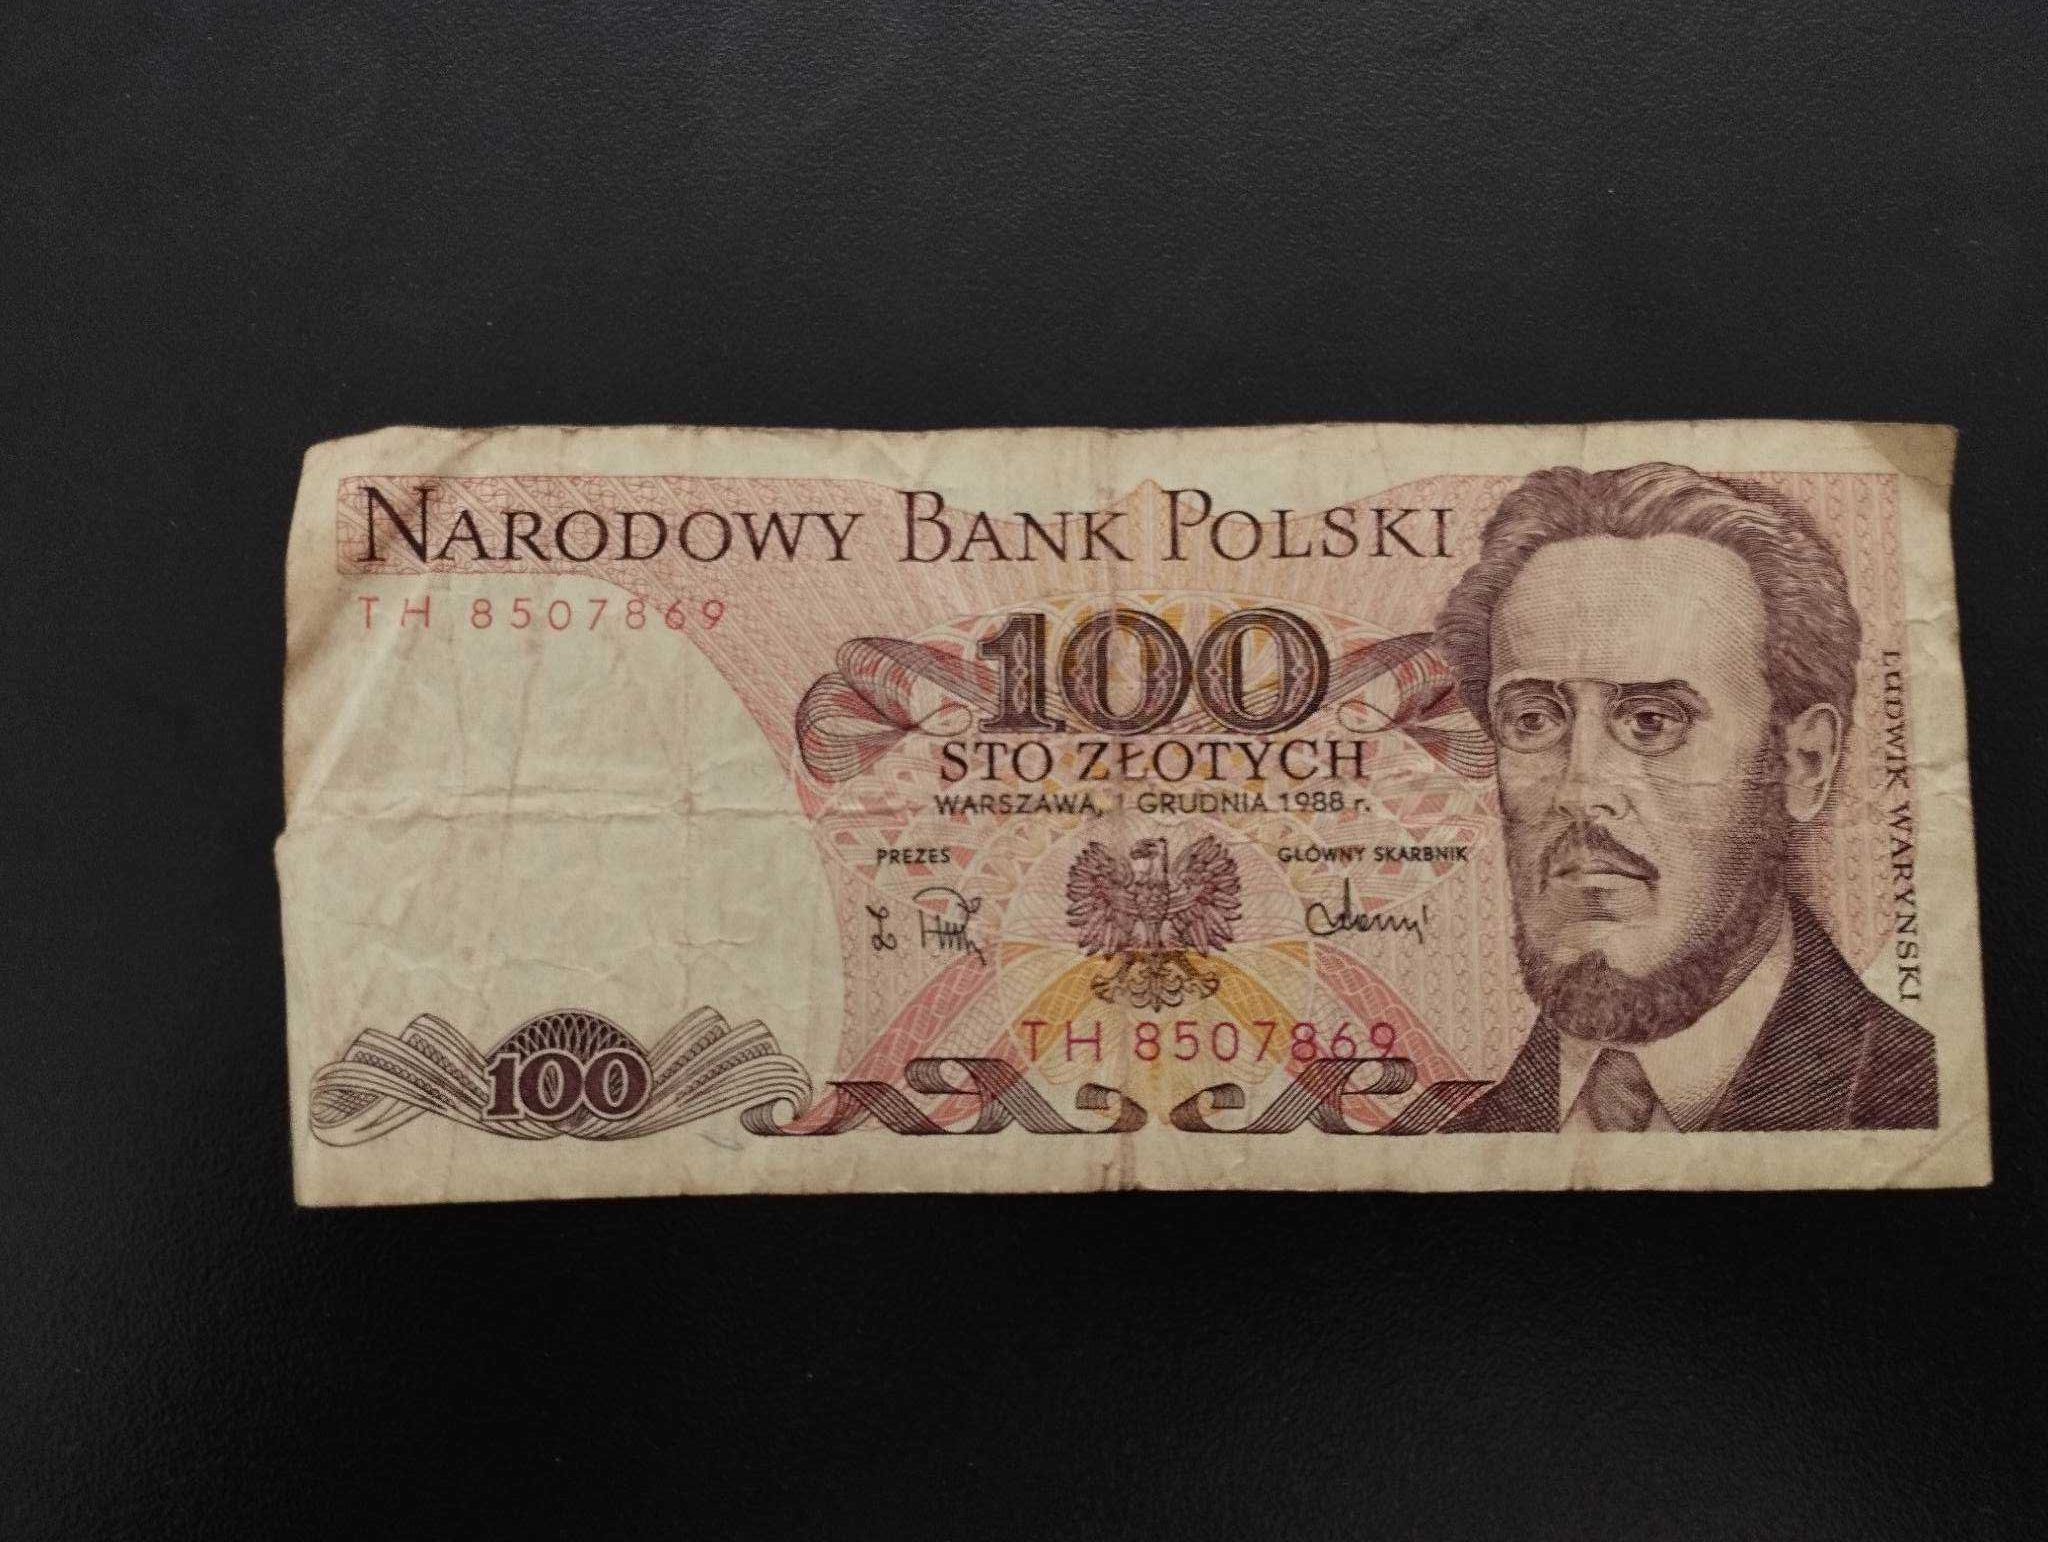 NARODOWY BANK POLSKI
TH 8507869
100
STO ZŁOTYCH
WARSZAWA, 1 GRUDNIA 1988 r.
PREZES
GŁÓWNY SKARBNIK
TH 8507869
100
LUDWIK WARYŃSKI